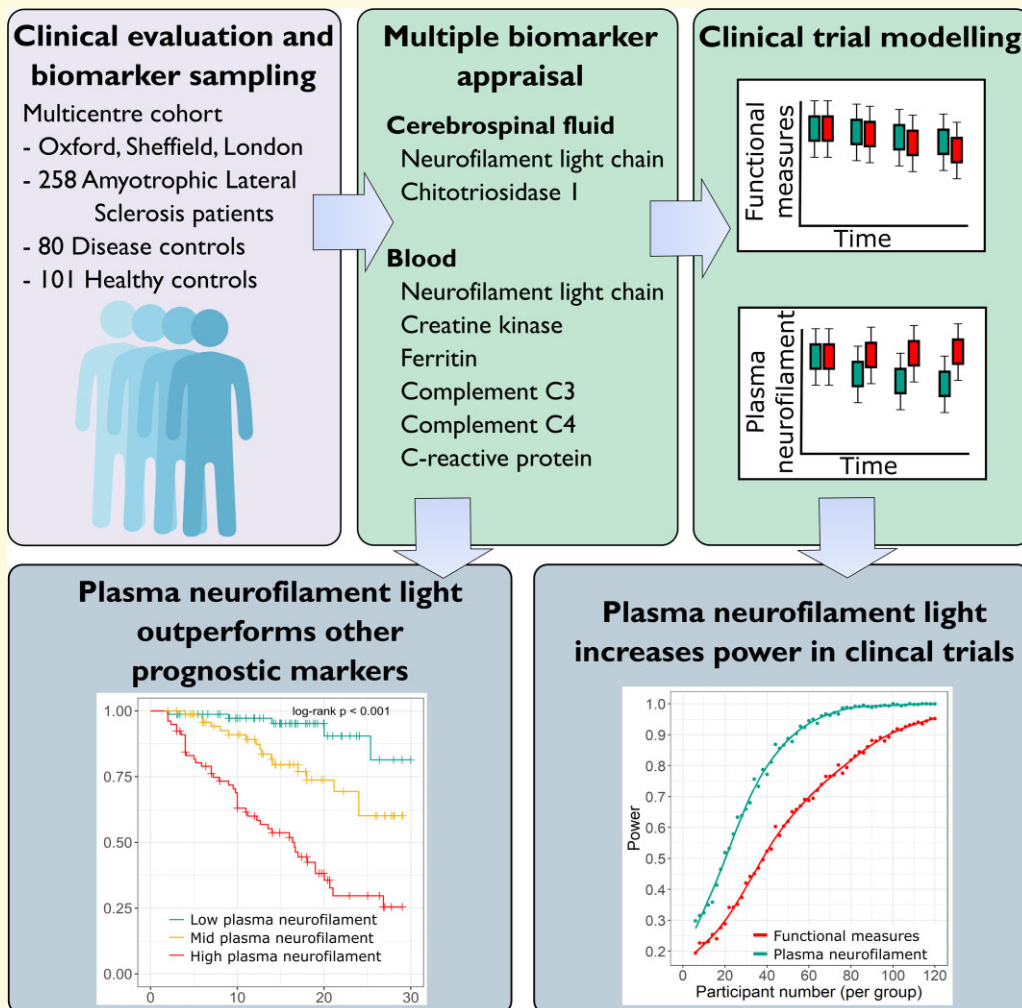 Clinical evaluation and
biomarker sampling
Multicentre cohort
- Oxford, Sheffield, London
- 258 Amyotrophic Lateral
Sclerosis patients
- 80 Disease controls
- 101 Healthy controls
Multiple biomarker
appraisal
Cerebrospinal fluid
Neurofilament light chain
Chitotriosidase 1
Blood
Neurofilament light chain
Creatine kinase
Ferritin
Complement C3
Complement C4
C-reactive protein
Clinical trial modelling
Functional
measures
Time
Plasma
neurofilament
Time
Plasma neurofilament light
outperforms other
prognostic markers
log-rank p < 0.001
1.00
0.75
0.50
0.25
0.00
Low plasma neurofilament
Mid plasma neurofilament
High plasma neurofilament
0 10 20 30
Plasma neurofilament light
increases power in clincal trials
Power
1.0
0.9
0.8
0.7
0.6
0.5
0.4
0.3
0.2
Functional measures
Plasma neurofilament
0 20 40 60 80 100 120
Participant number (per group)